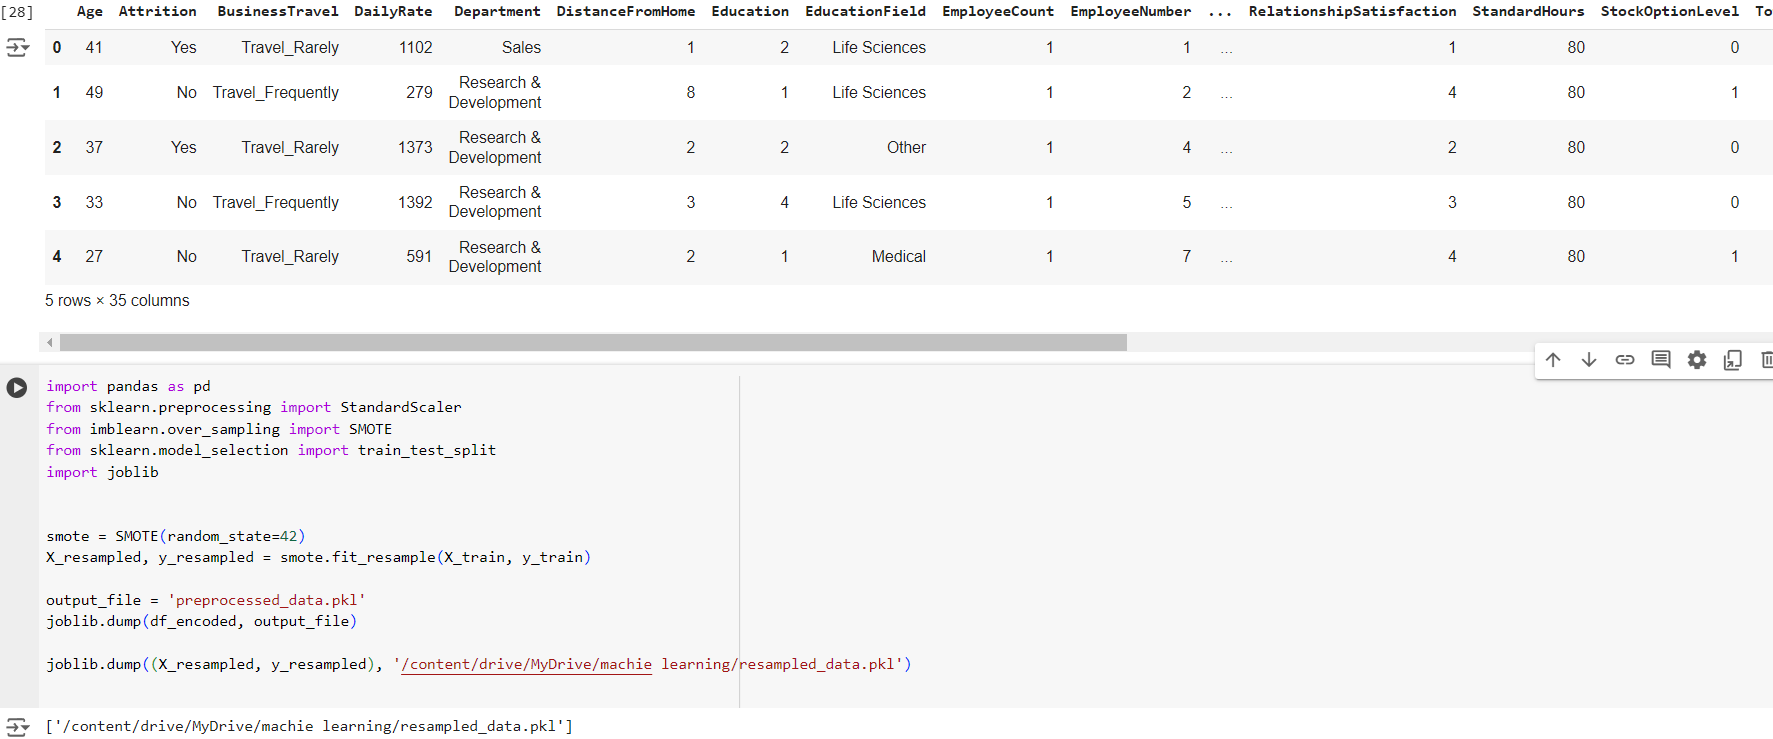 [28] Age Attrition BusinessTravel DailyRate Department DistanceFromHome Education EducationField EmployeeCount EmployeeNumber ... RelationshipSatisfaction StandardHours StockOptionLevel To
0 41 Yes Travel_Rarely 1102 Sales 1 2 Life Sciences 1 1 ... 1 80 0
1 49 No Travel_Frequently 279 Research & Development 8 1 Life Sciences 1 2 ... 4 80 1
2 37 Yes Travel_Rarely 1373 Research & Development 2 2 Other 1 4 ... 2 80 0
3 33 No Travel_Frequently 1392 Research & Development 3 4 Life Sciences 1 5 ... 3 80 0
4 27 No Travel_Rarely 591 Research & Development 2 1 Medical 1 7 ... 4 80 1
5 rows × 35 columns
import pandas as pd
from sklearn.preprocessing import StandardScaler
from imblearn.over_sampling import SMOTE
from sklearn.model_selection import train_test_split
import joblib
smote = SMOTE(random_state=42)
X_resampled, y_resampled = smote.fit_resample(X_train, y_train)
output_file = 'preprocessed_data.pkl'
joblib.dump(df_encoded, output_file)
joblib.dump((X_resampled, y_resampled), '/content/drive/MyDrive/machie learning/resampled_data.pkl')
['/content/drive/MyDrive/machie learning/resampled_data.pkl']